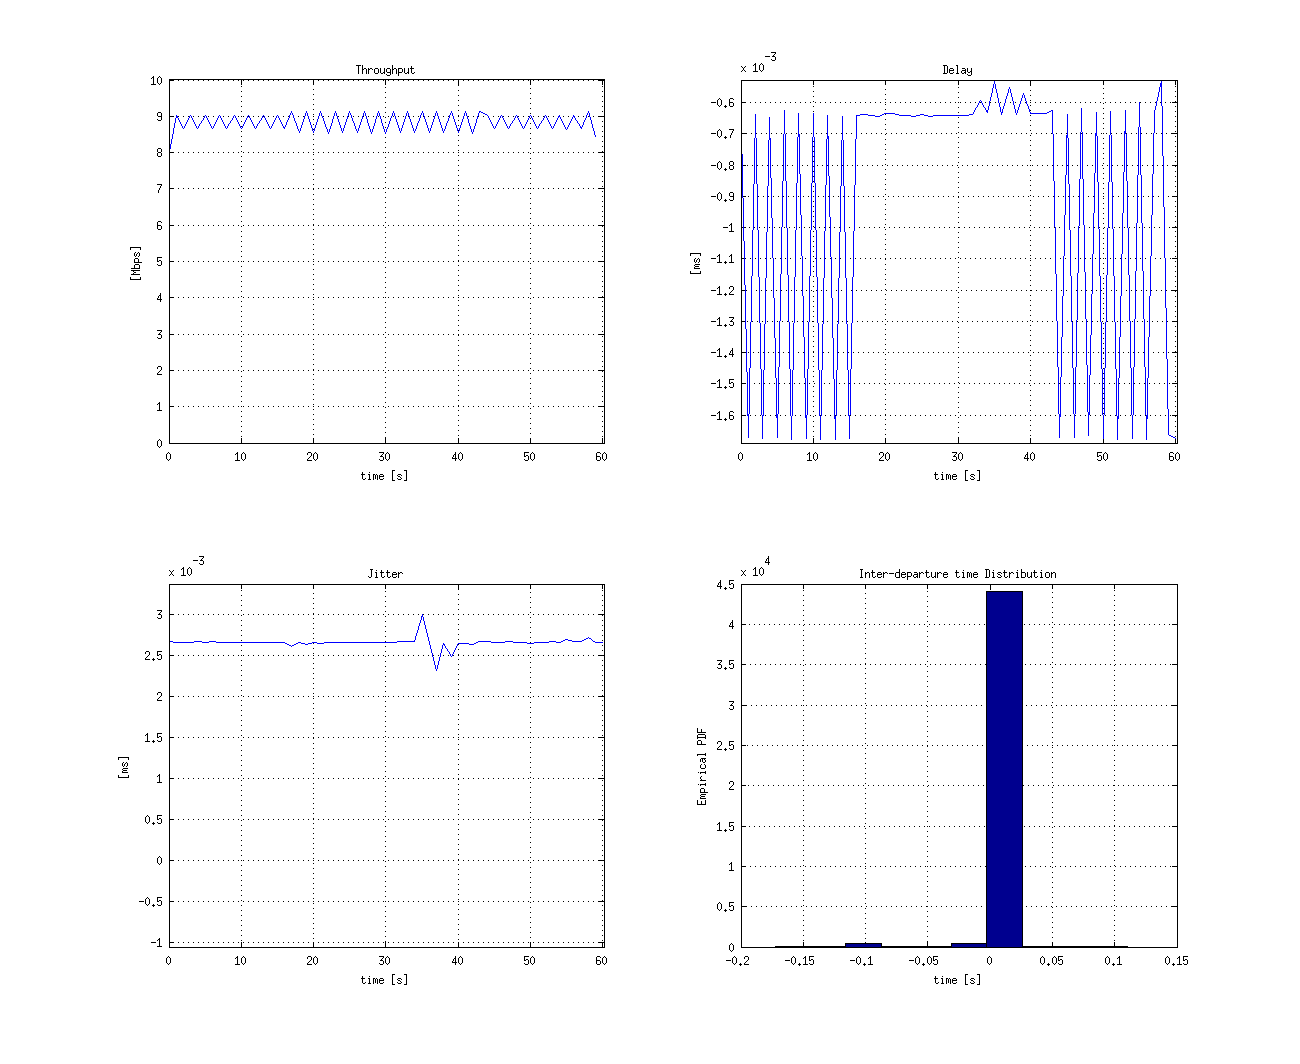 Throughput
10
9
8
7
6
5
4
3
2
1
0
[Mbps]
0 10 20 30 40 50 60
time [s]
x 10^-3
Delay
-0.6
-0.7
-0.8
-0.9
-1
-1.1
-1.2
-1.3
-1.4
-1.5
-1.6
[ms]
0 10 20 30 40 50 60
time [s]
x 10^-3
Jitter
3
2.5
2
1.5
1
0.5
0
-0.5
-1
[ms]
0 10 20 30 40 50 60
time [s]
x 10^4
Inter-departure time Distribution
4.5
4
3.5
3
2.5
2
1.5
1
0.5
0
Empirical PDF
-0.2 -0.15 -0.1 -0.05 0 0.05 0.1 0.15
time [s]